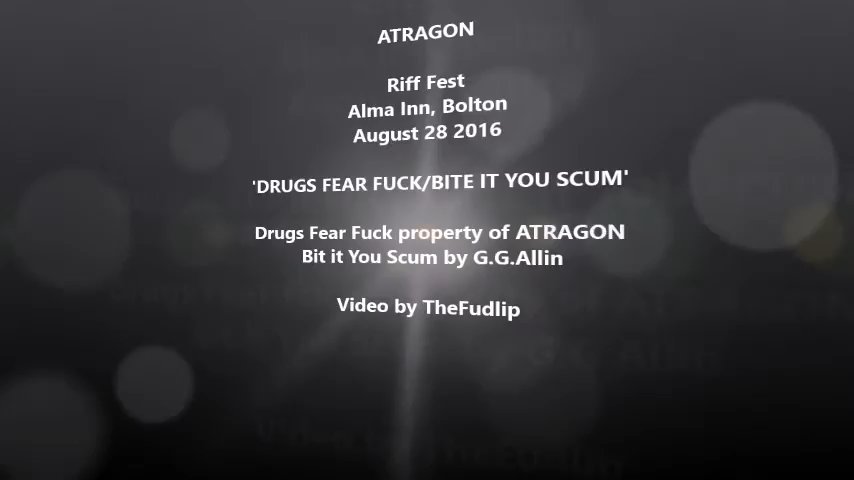 ATRAGON
Riff Fest
Alma Inn, Bolton
August 28 2016
'DRUGS FEAR FUCK/BITE IT YOU SCUM'
Drugs Fear Fuck property of ATRAGON
Bit it You Scum by G.G.Allin
Video by TheFudlip